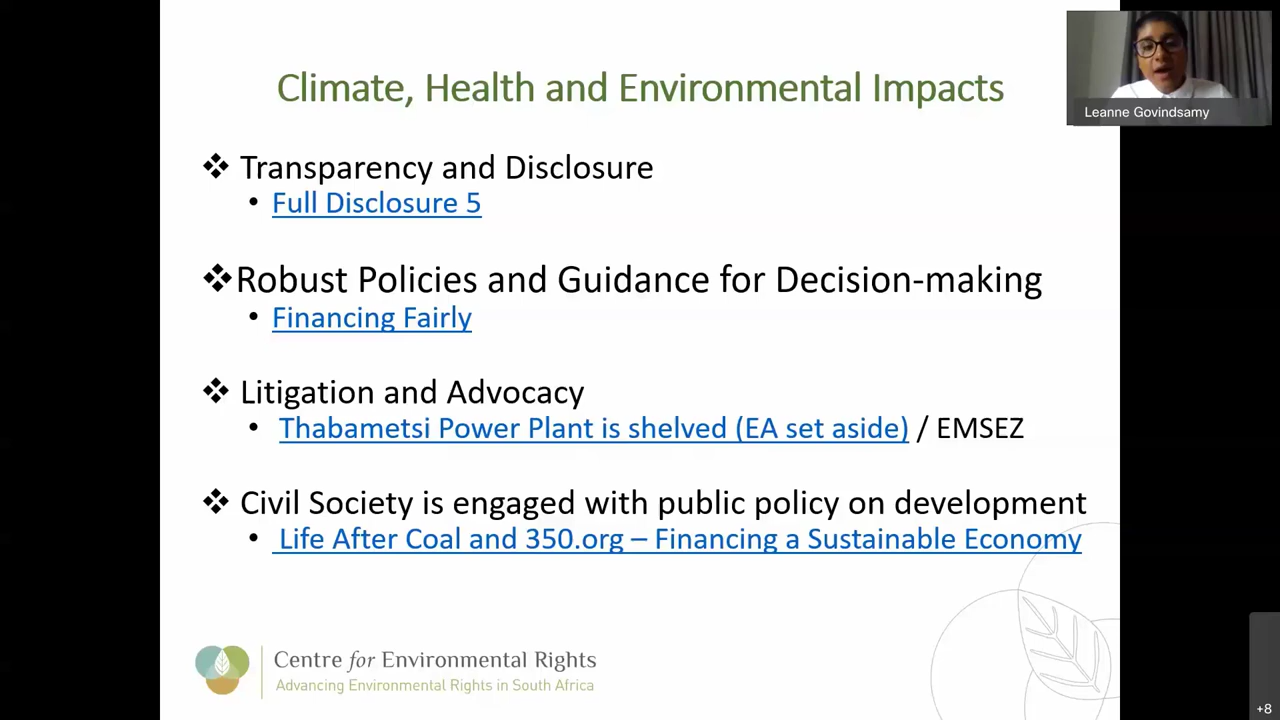 Climate, Health and Environmental Impacts
Leanne Govindsamy
❖ Transparency and Disclosure
• Full Disclosure 5
❖Robust Policies and Guidance for Decision-making
• Financing Fairly
❖ Litigation and Advocacy
• Thabametsi Power Plant is shelved (EA set aside) / EMSEZ
❖ Civil Society is engaged with public policy on development
• Life After Coal and 350.org – Financing a Sustainable Economy
Centre for Environmental Rights
Advancing Environmental Rights in South Africa
+8